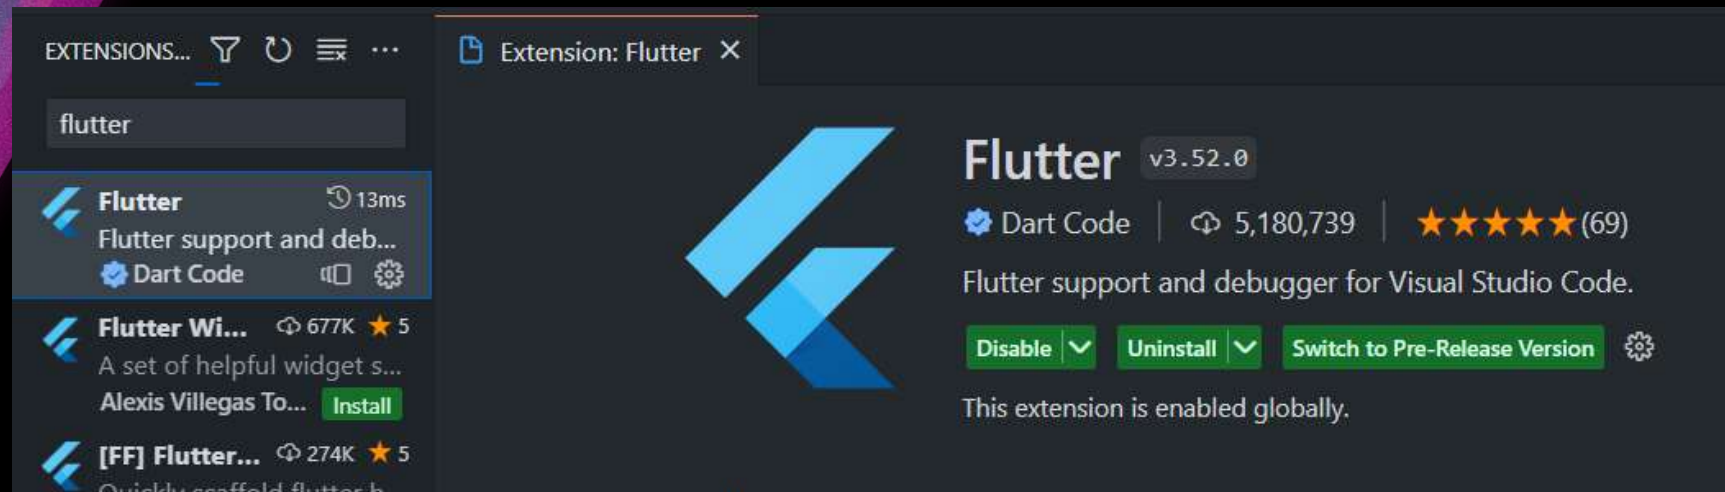 EXTENSIONS...
Extension: Flutter
flutter
Flutter 13ms
Flutter support and deb...
Dart Code
Flutter Wi... 677K 5
A set of helpful widget s...
Alexis Villegas To... Install
[FF] Flutter... 274K 5
Quickly scaffold flutter b
Flutter v3.52.0
Dart Code 5,180,739 (69)
Flutter support and debugger for Visual Studio Code.
Disable Uninstall Switch to Pre-Release Version
This extension is enabled globally.